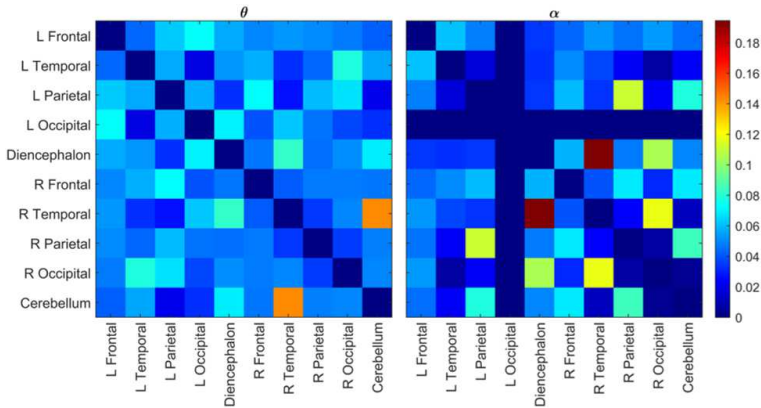 θ
α
L Frontal
L Temporal
L Parietal
L Occipital
Diencephalon
R Frontal
R Temporal
R Parietal
R Occipital
Cerebellum
L Frontal
L Temporal
L Parietal
L Occipital
Diencephalon
R Frontal
R Temporal
R Parietal
R Occipital
Cerebellum
L Frontal
L Temporal
L Parietal
L Occipital
Diencephalon
R Frontal
R Temporal
R Parietal
R Occipital
Cerebellum
0.18
0.16
0.14
0.12
0.1
0.08
0.06
0.04
0.02
0